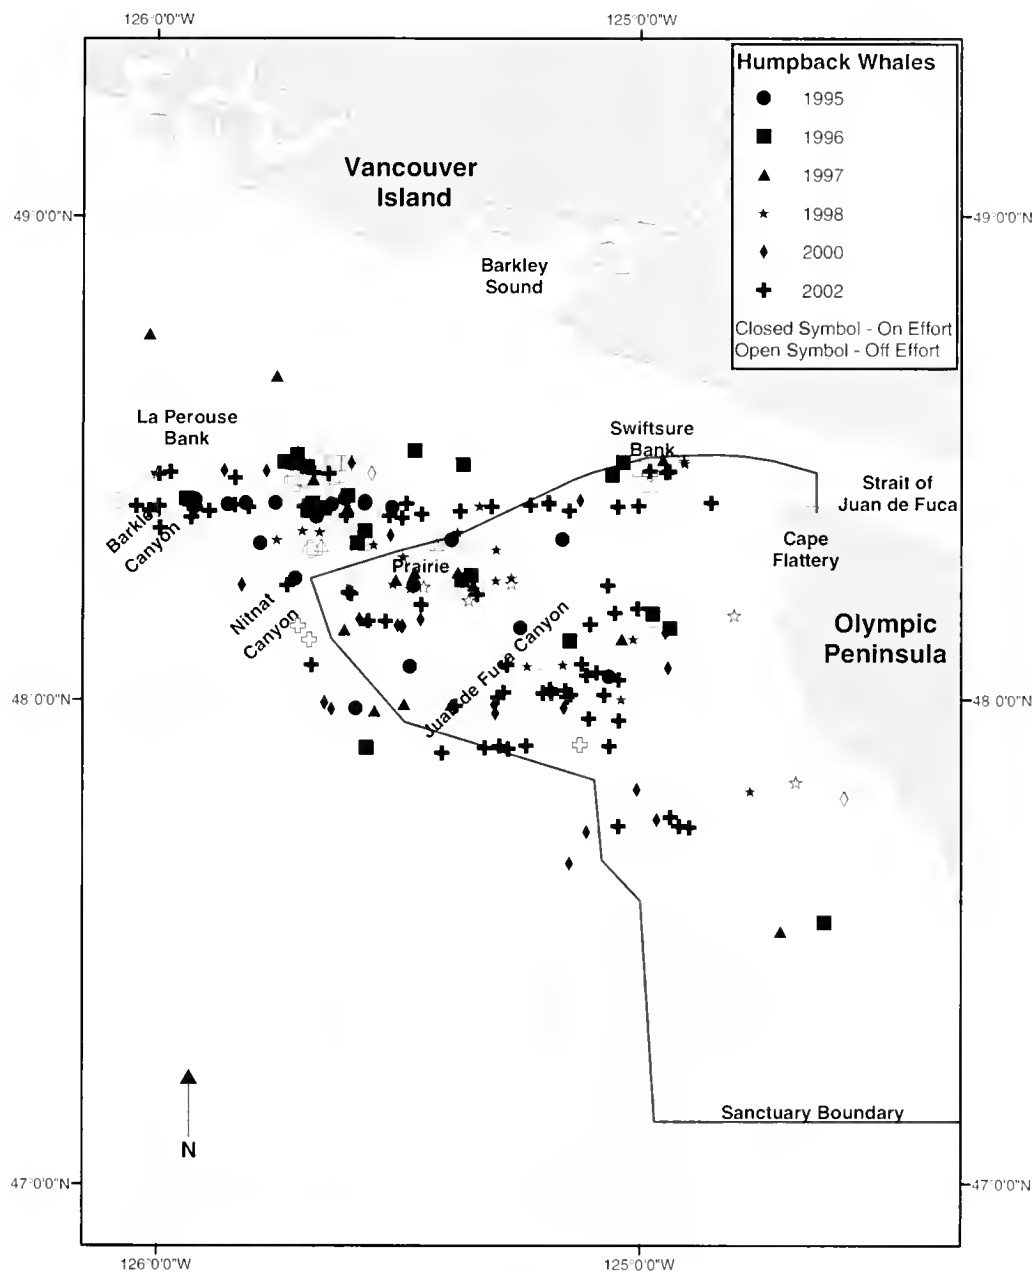 126°0'0"W
125°0'0"W
Humpback Whales
1995
1996
1997
1998
2000
2002
Closed Symbol - On Effort
Open Symbol - Off Effort
Vancouver
Island
49°0'0"N
49°0'0"N
Barkley
Sound
La Perouse
Bank
Swiftsure
Bank
Strait of
Juan de Fuca
Barkley
Canyon
Cape
Flattery
Prairie
Nitnat
Canyon
Juan de Fuca Canyon
Olympic
Peninsula
48°0'0"N
48°0'0"N
Sanctuary Boundary
N
47°0'0"N
47°0'0"N
126°0'0"W
125°0'0"W